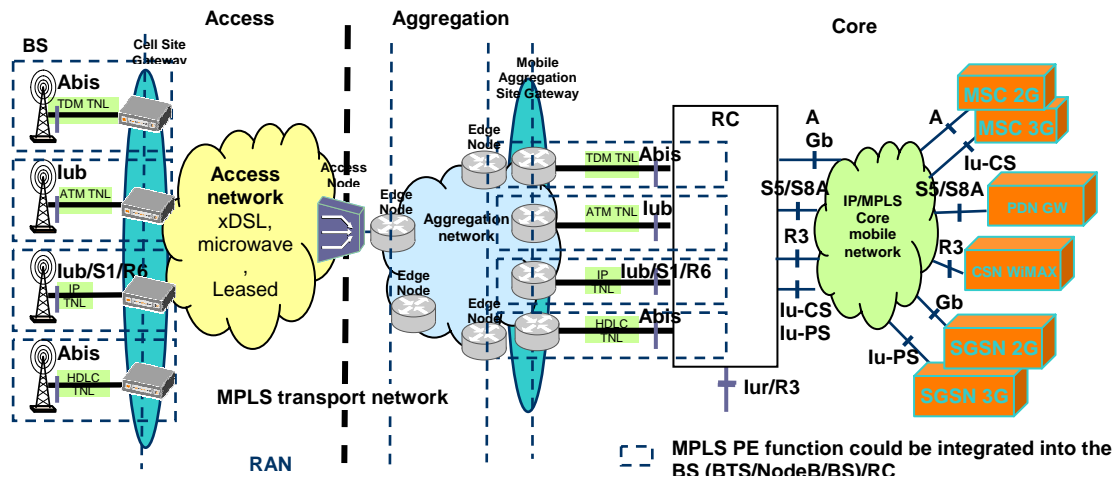 Access
Aggregation
Core
BS
Cell Site
Gateway
Abis
TDM TNL
Iub
ATM TNL
Iub/S1/R6
IP
TNL
Abis
HDLC
TNL
Access
network
xDSL,
microwave
,
Leased
Access
Node
Edge
Node
Edge
Node
Edge
Node
Edge
Node
Aggregation
network
Mobile
Aggregation
Site Gateway
TDM TNL
Abis
ATM TNL
Iub
IP
TNL
Iub/S1/R6
HDLC
TNL
Abis
RC
A
Gb
S5/S8A
R3
Iu-CS
Iu-PS
Iur/R3
IP/MPLS
Core
mobile
network
A
Iu-CS
S5/S8A
R3
Gb
Iu-PS
MSC 2G
MSC 3G
PDN GW
CSN WiMAX
SGSN 2G
SGSN 3G
MPLS transport network
RAN
MPLS PE function could be integrated into the
BS (BTS/NodeB/BS)/RC